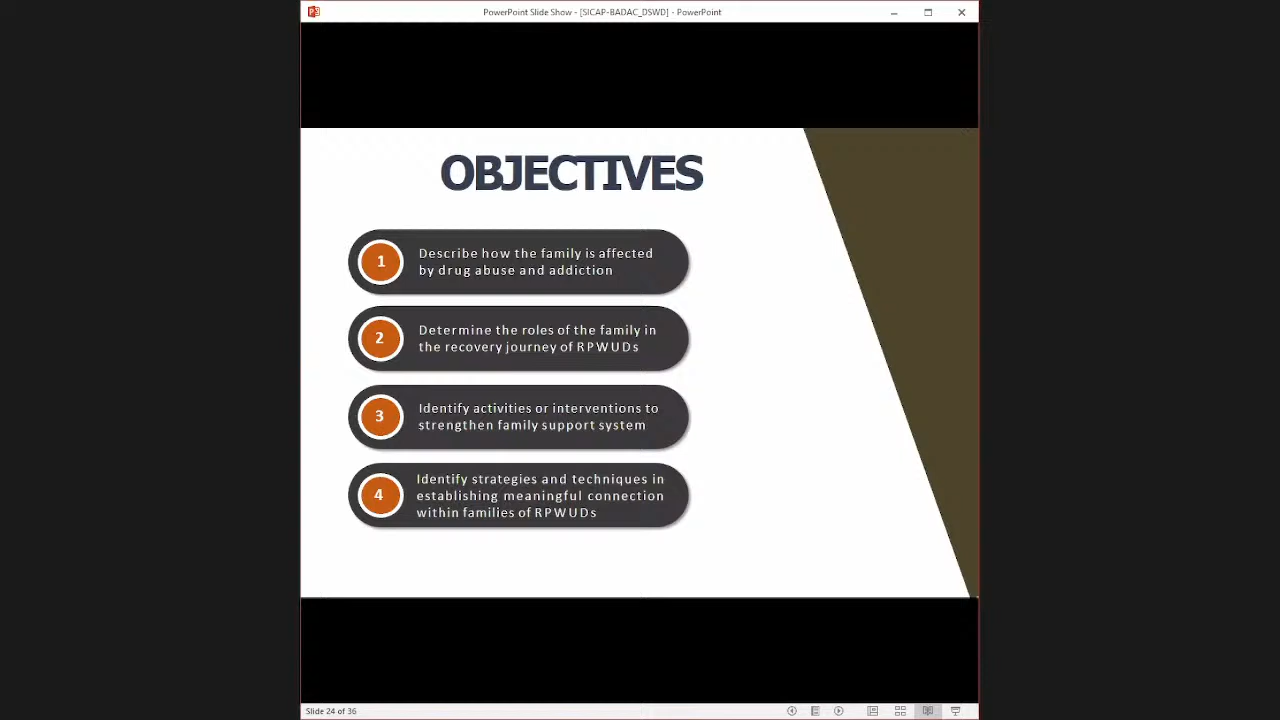 PowerPoint Slide Show - [SICAP-BADAC_DSWD] - PowerPoint
OBJECTIVES
1
Describe how the family is affected
by drug abuse and addiction
2
Determine the roles of the family in
the recovery journey of RPWUDs
3
Identify activities or interventions to
strengthen family support system
4
Identify strategies and techniques in
establishing meaningful connection
within families of RPWUDs
Slide 24 of 36